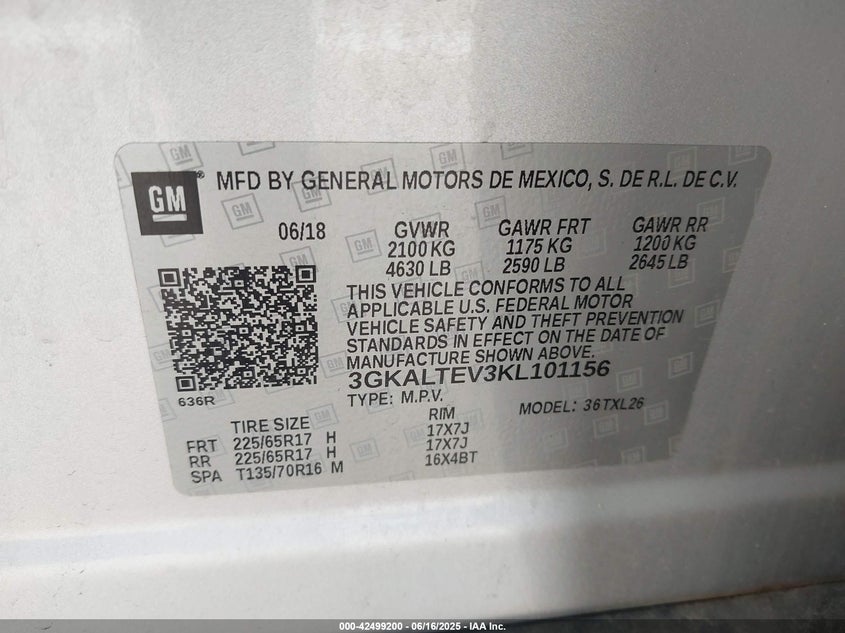 GM
MFD BY GENERAL MOTORS DE MEXICO, S. DE R.L. DE C.V.
06/18 GVWR GAWR FRT GAWR RR
2100 KG 1175 KG 1200 KG
4630 LB 2590 LB 2645 LB
THIS VEHICLE CONFORMS TO ALL
APPLICABLE U.S. FEDERAL MOTOR
VEHICLE SAFETY AND THEFT PREVENTION
STANDARDS IN EFFECT ON THE DATE OF
MANUFACTURE SHOWN ABOVE.
3GKALTEV3KL101156
636R
TYPE: M.P.V. MODEL: 36TXL26
TIRE SIZE RIM
FRT 225/65R17 H 17X7J
RR 225/65R17 H 17X7J
SPA T135/70R16 M 16X4BT
000-42499200 - 06/16/2025 - IAA Inc.